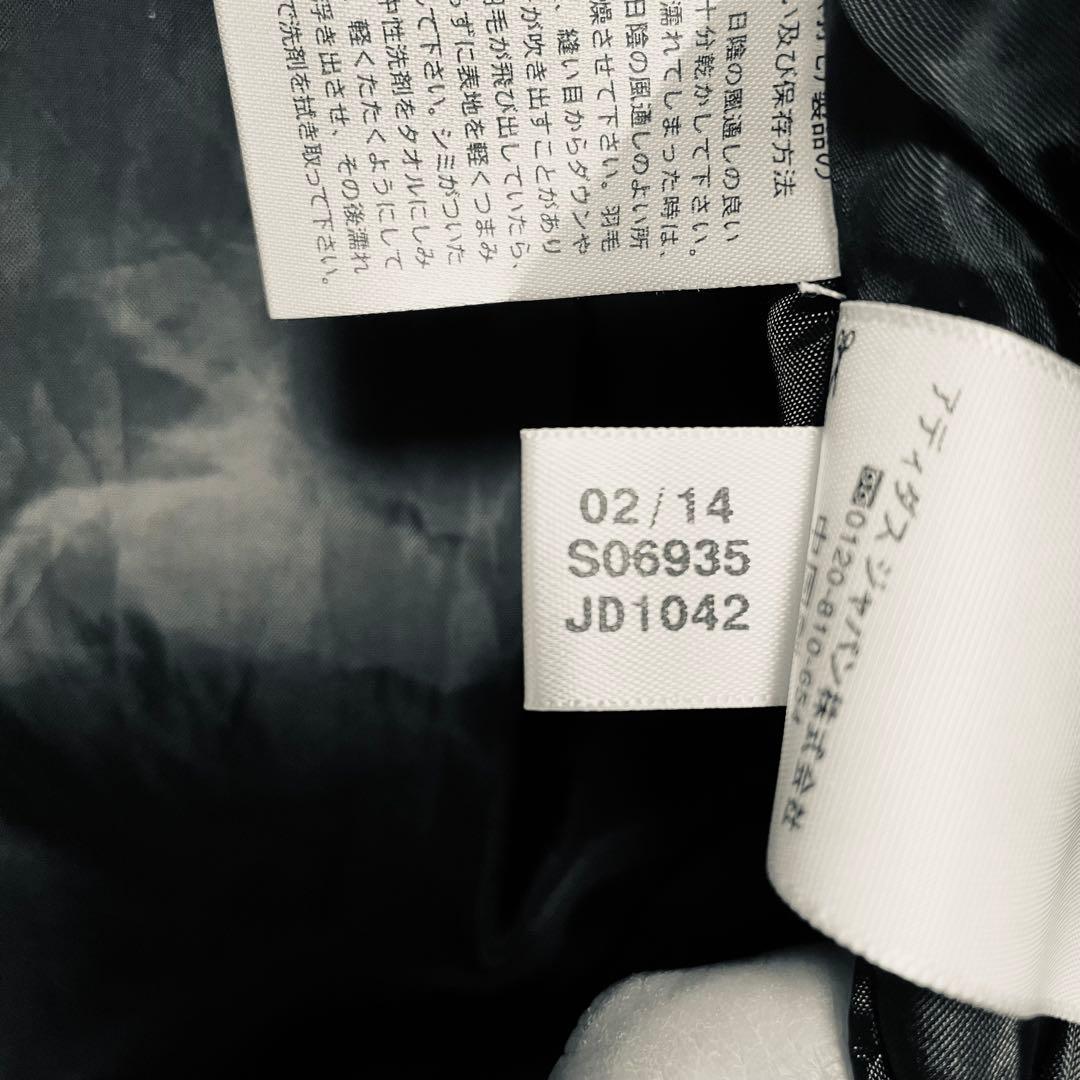 い及び保存方法
日陰の風通しの良い
十分乾かして下さい。
濡れてしまった時は、
日陰の風通しのよい所
燥させて下さい。羽毛
、縫い目からダウンや
が吹き出すことがあり
羽毛が飛び出していたら、
わずに表地を軽くつまみ
して下さい。シミがついた
中性洗剤をタオルにしみ
軽くたたくようにして
浮き出させ、その後濡れ
で洗剤を拭き取って下さい。
02/14
S06935
JD1042
アディダス ジャパン株式会社
0120-810-654